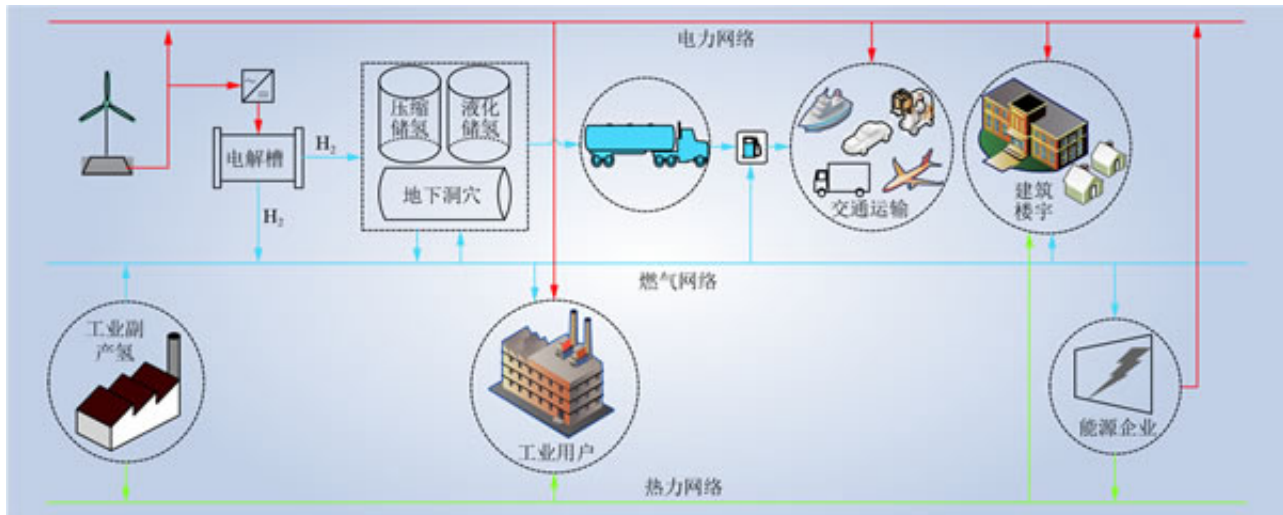 电力网络
压缩
储氢
液化
储氢
电解槽
H₂
地下洞穴
H₂
交通运输
建筑
楼宇
燃气网络
工业副
产氢
工业用户
能源企业
热力网络